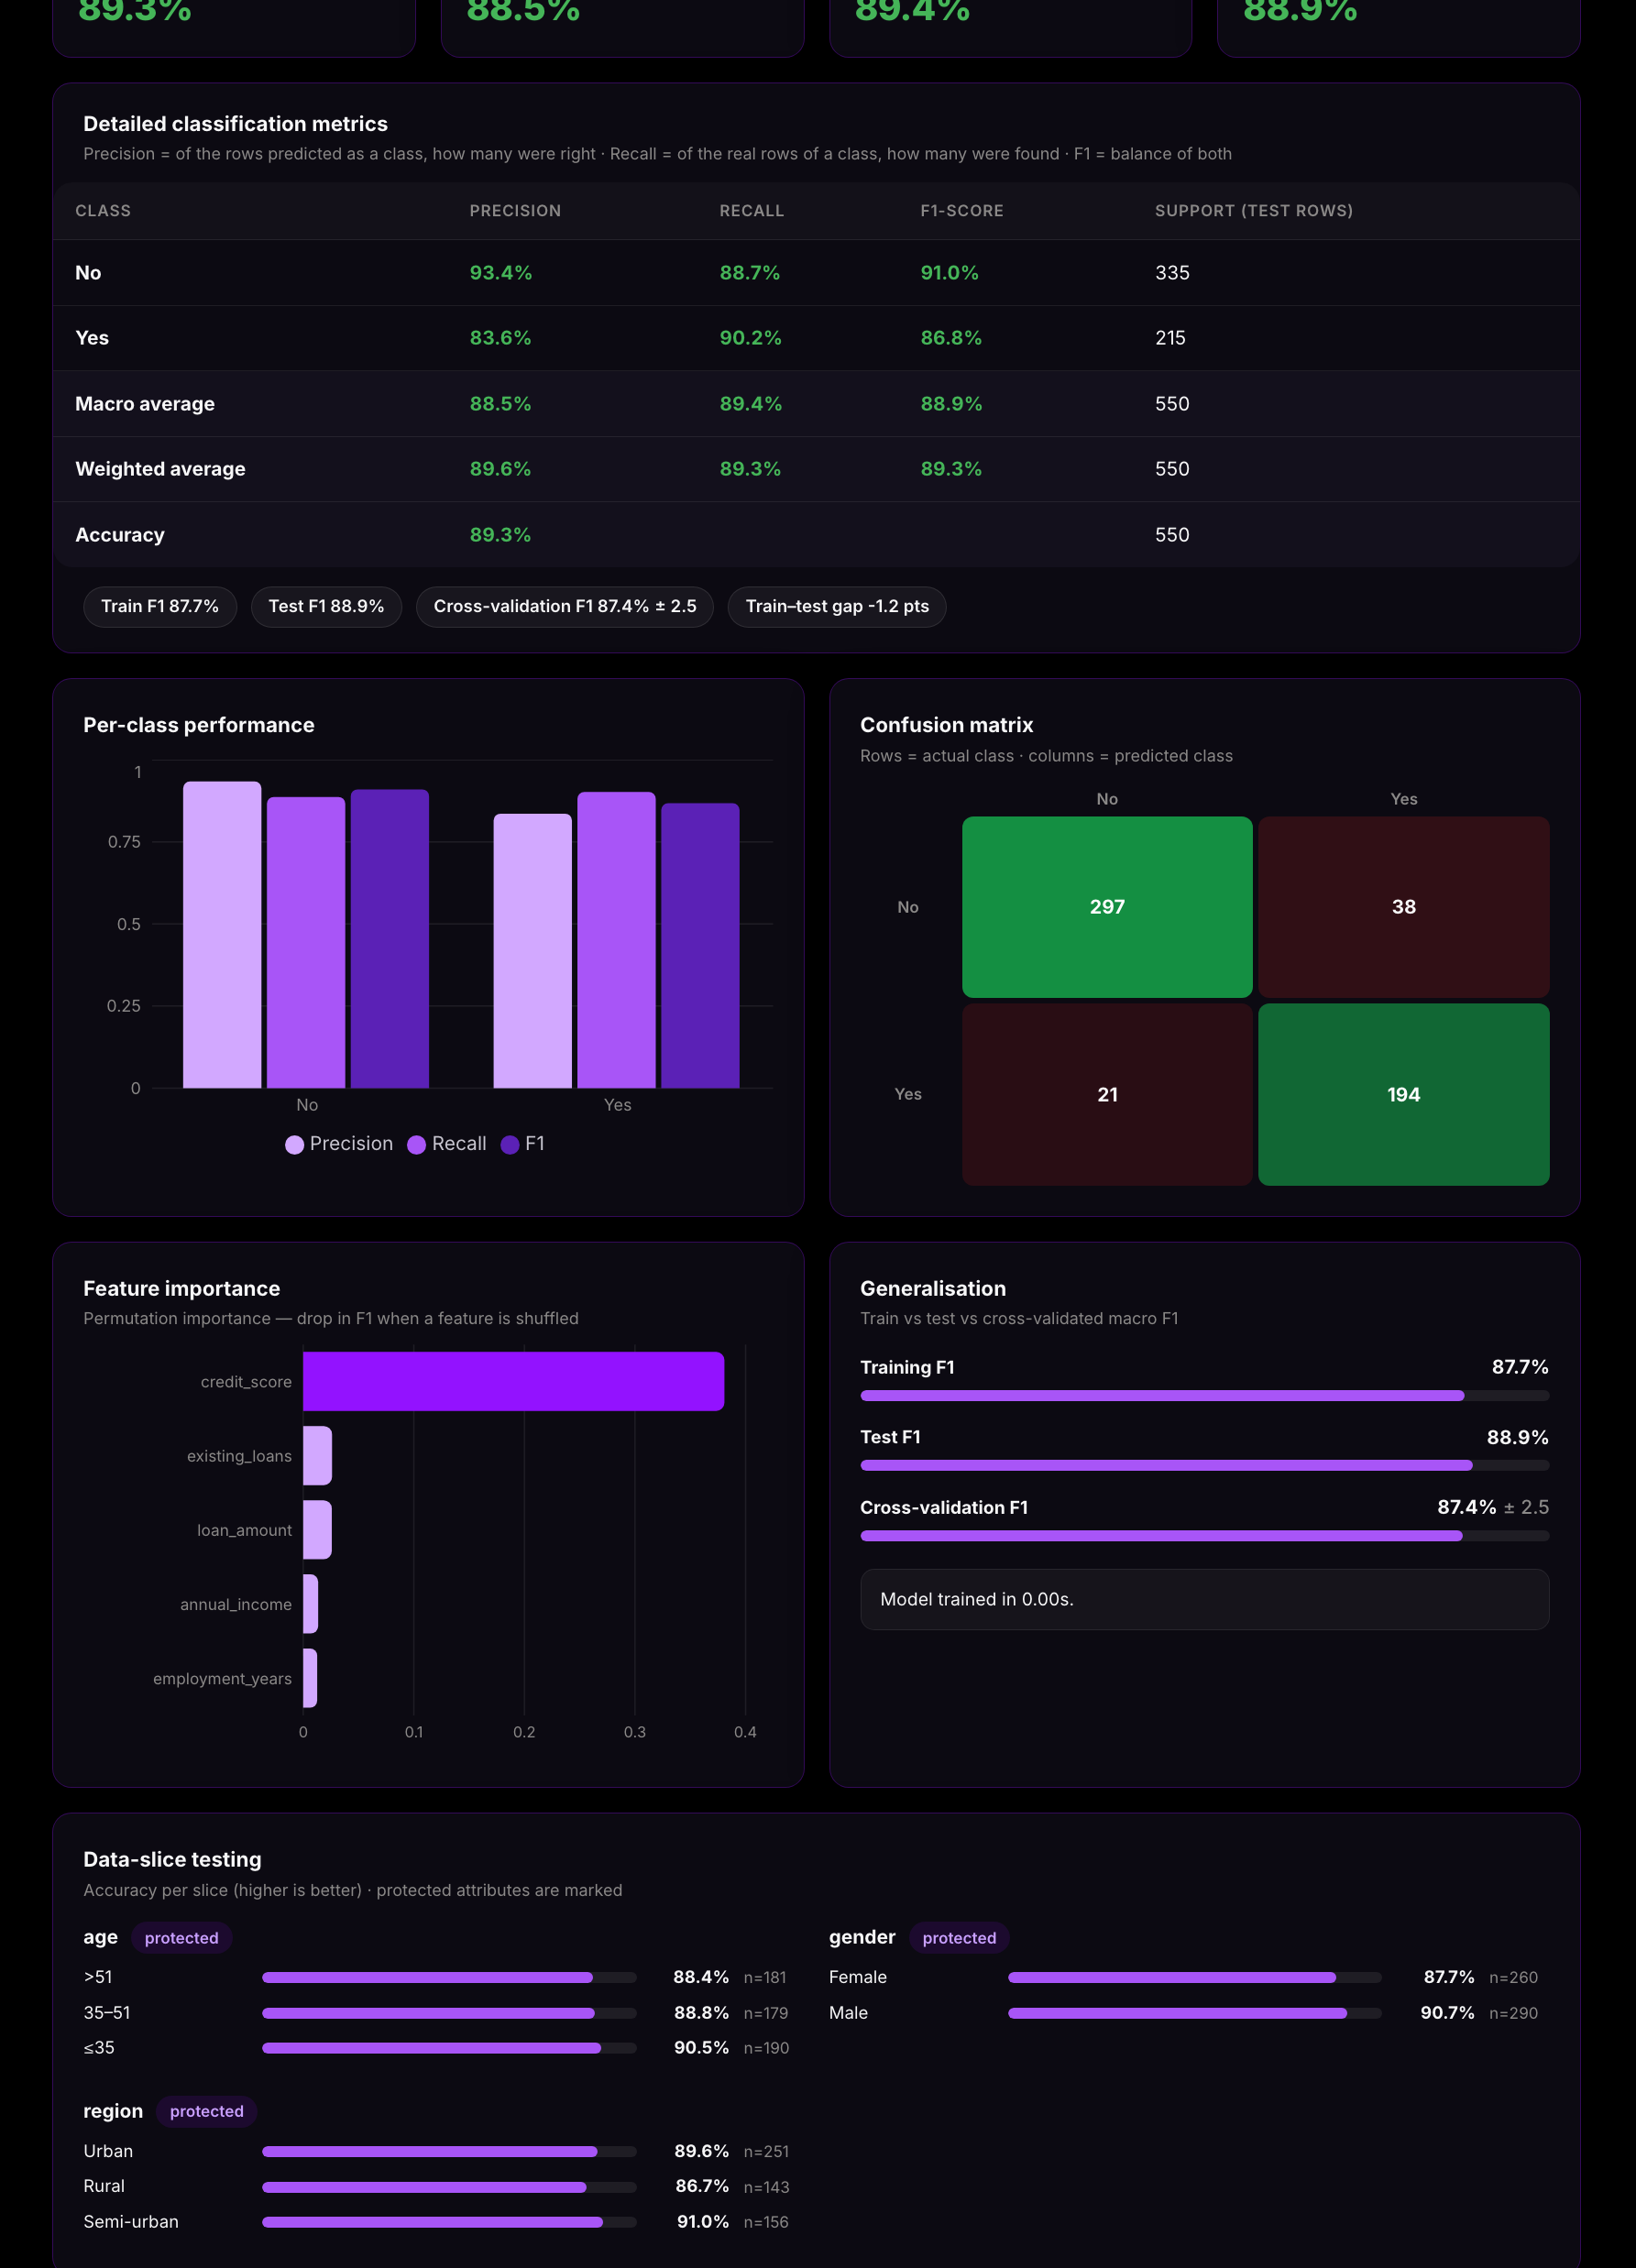 89.3% 88.5% 89.4% 88.9%
Detailed classification metrics
Precision = of the rows predicted as a class, how many were right · Recall = of the real rows of a class, how many were found · F1 = balance of both
CLASS PRECISION RECALL F1-SCORE SUPPORT (TEST ROWS)
No 93.4% 88.7% 91.0% 335
Yes 83.6% 90.2% 86.8% 215
Macro average 88.5% 89.4% 88.9% 550
Weighted average 89.6% 89.3% 89.3% 550
Accuracy 89.3% 550
Train F1 87.7% Test F1 88.9% Cross-validation F1 87.4% ± 2.5 Train–test gap -1.2 pts
Per-class performance
1
0.75
0.5
0.25
0
No Yes
Precision Recall F1
Confusion matrix
Rows = actual class · columns = predicted class
No Yes
No 297 38
Yes 21 194
Feature importance
Permutation importance — drop in F1 when a feature is shuffled
credit_score
existing_loans
loan_amount
annual_income
employment_years
0 0.1 0.2 0.3 0.4
Generalisation
Train vs test vs cross-validated macro F1
Training F1 87.7%
Test F1 88.9%
Cross-validation F1 87.4% ± 2.5
Model trained in 0.00s.
Data-slice testing
Accuracy per slice (higher is better) · protected attributes are marked
age protected
>51 88.4% n=181
35–51 88.8% n=179
≤35 90.5% n=190
gender protected
Female 87.7% n=260
Male 90.7% n=290
region protected
Urban 89.6% n=251
Rural 86.7% n=143
Semi-urban 91.0% n=156